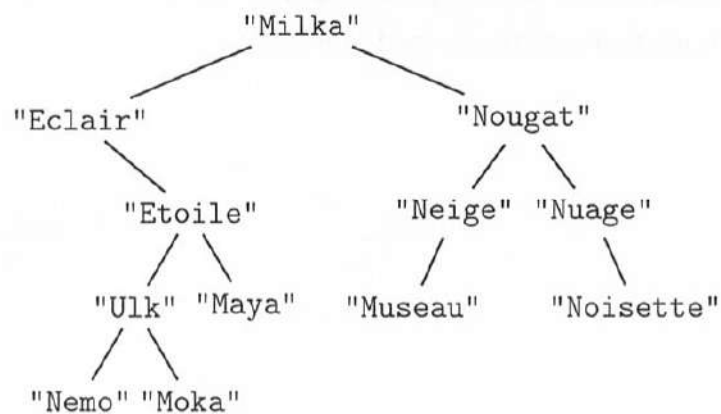 "Milka"
"Eclair" "Nougat"
"Etoile" "Neige" "Nuage"
"Ulk" "Maya" "Museau" "Noisette"
"Nemo" "Moka"